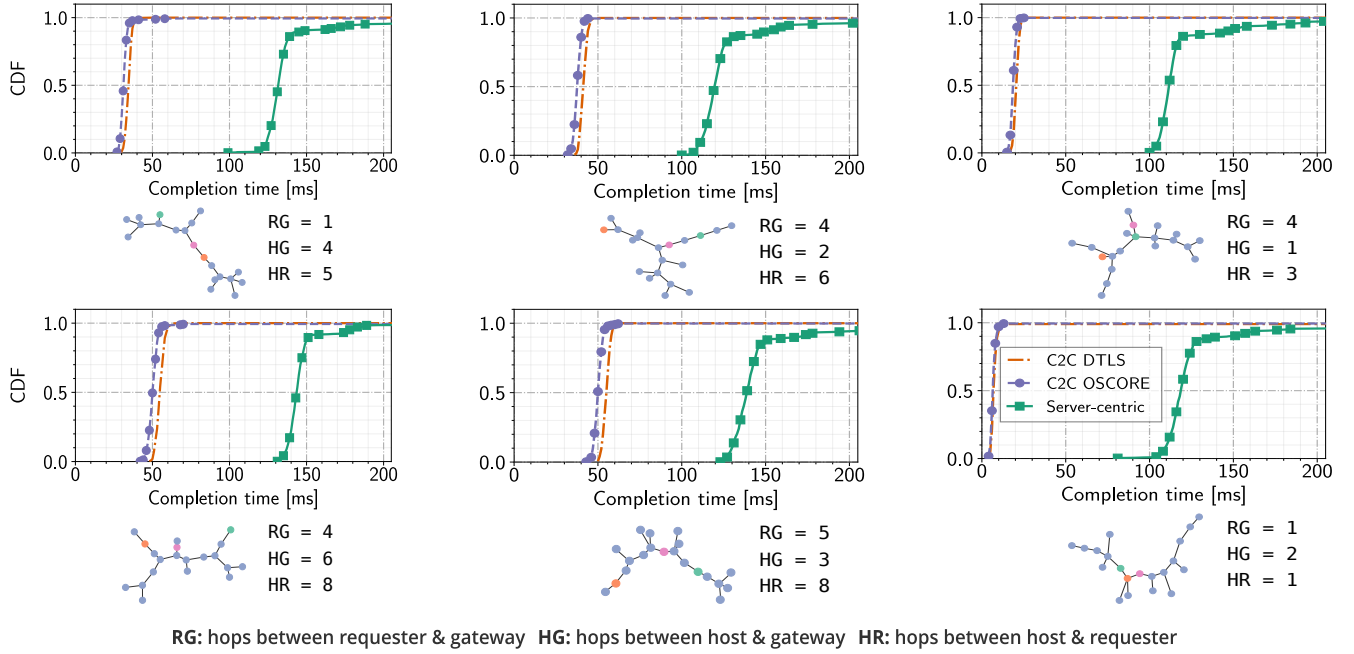 CDF
1.0
0.5
0.0
0 50 100 150 200
Completion time [ms]
RG = 1
HG = 4
HR = 5
1.0
0.5
0.0
0 50 100 150 200
Completion time [ms]
RG = 4
HG = 2
HR = 6
1.0
0.5
0.0
0 50 100 150 200
Completion time [ms]
RG = 4
HG = 1
HR = 3
CDF
1.0
0.5
0.0
0 50 100 150 200
Completion time [ms]
RG = 4
HG = 6
HR = 8
1.0
0.5
0.0
0 50 100 150 200
Completion time [ms]
RG = 5
HG = 3
HR = 8
1.0
0.5
0.0
C2C DTLS
C2C OSCORE
Server-centric
0 50 100 150 200
Completion time [ms]
RG = 1
HG = 2
HR = 1
RG: hops between requester & gateway HG: hops between host & gateway HR: hops between host & requester